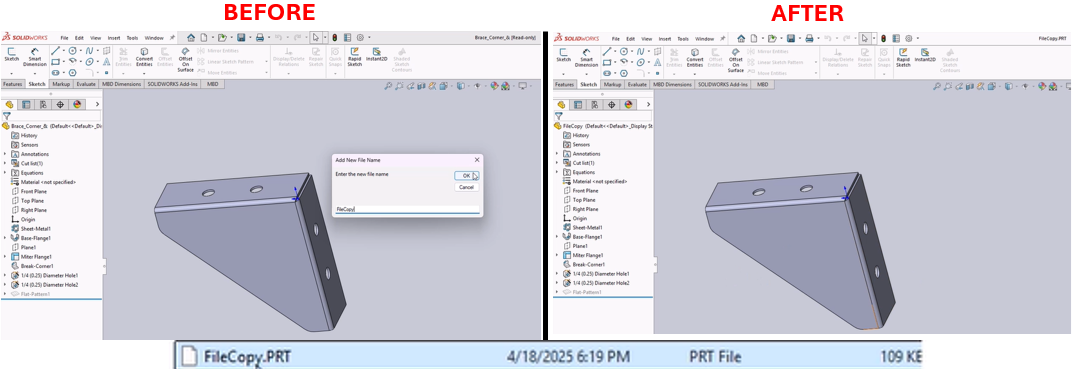 BEFORE
AFTER
SOLIDWORKS File Edit View Insert Tools Window Brace_Corner_& (Read-only)
Sketch Smart Dimension Trim Entities Convert Entities Offset Entities Offset On Surface Mirror Entities Linear Sketch Pattern Move Entities Display/Delete Relations Repair Sketch Quick Snaps Rapid Sketch Instant2D Shaded Sketch Contours
Features Sketch Markup Evaluate MBD Dimensions SOLIDWORKS Add-Ins MBD
Brace_Corner_& (Default<<Default>_Di
History
Sensors
Annotations
Cut list(1)
Equations
Material <not specified>
Front Plane
Top Plane
Right Plane
Origin
Sheet-Metal1
Base-Flange1
Plane1
Miter Flange1
Break-Corner1
1/4 (0.25) Diameter Hole1
1/4 (0.25) Diameter Hole2
Flat-Pattern1
Add New File Name
Enter the new file name
OK
Cancel
FileCopy
SOLIDWORKS File Edit View Insert Tools Window FileCopy.PRT
Sketch Smart Dimension Trim Entities Convert Entities Offset Entities Offset On Surface Mirror Entities Linear Sketch Pattern Move Entities Display/Delete Relations Repair Sketch Quick Snaps Rapid Sketch Instant2D Shaded Sketch Contours
Features Sketch Markup Evaluate MBD Dimensions SOLIDWORKS Add-Ins MBD
FileCopy (Default<<Default>_Display St
History
Sensors
Annotations
Cut list(1)
Equations
Material <not specified>
Front Plane
Top Plane
Right Plane
Origin
Sheet-Metal1
Base-Flange1
Plane1
Miter Flange1
Break-Corner1
1/4 (0.25) Diameter Hole1
1/4 (0.25) Diameter Hole2
Flat-Pattern1
FileCopy.PRT 4/18/2025 6:19 PM PRT File 109 KE